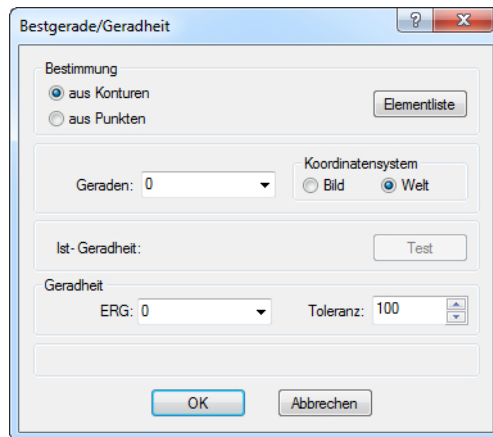 Bestgerade/Geradheit
Bestimmung
aus Konturen
aus Punkten
Elementliste
Koordinatensystem
Geraden: 0
Bild Welt
Ist- Geradheit: Test
Geradheit
ERG: 0 Toleranz: 100
OK Abbrechen